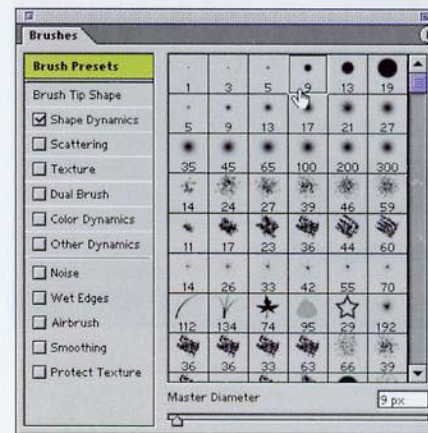 Brushes
Brush Presets
Brush Tip Shape
Shape Dynamics
Scattering
Texture
Dual Brush
Color Dynamics
Other Dynamics
Noise
Wet Edges
Airbrush
Smoothing
Protect Texture
1 3 5 9 13 19
5 9 13 17 21 27
35 45 65 100 200 300
14 24 27 39 46 59
11 17 23 36 44 60
14 26 33 42 55 70
112 134 74 95 29 192
36 36 33 63 66 39
Master Diameter 9 px